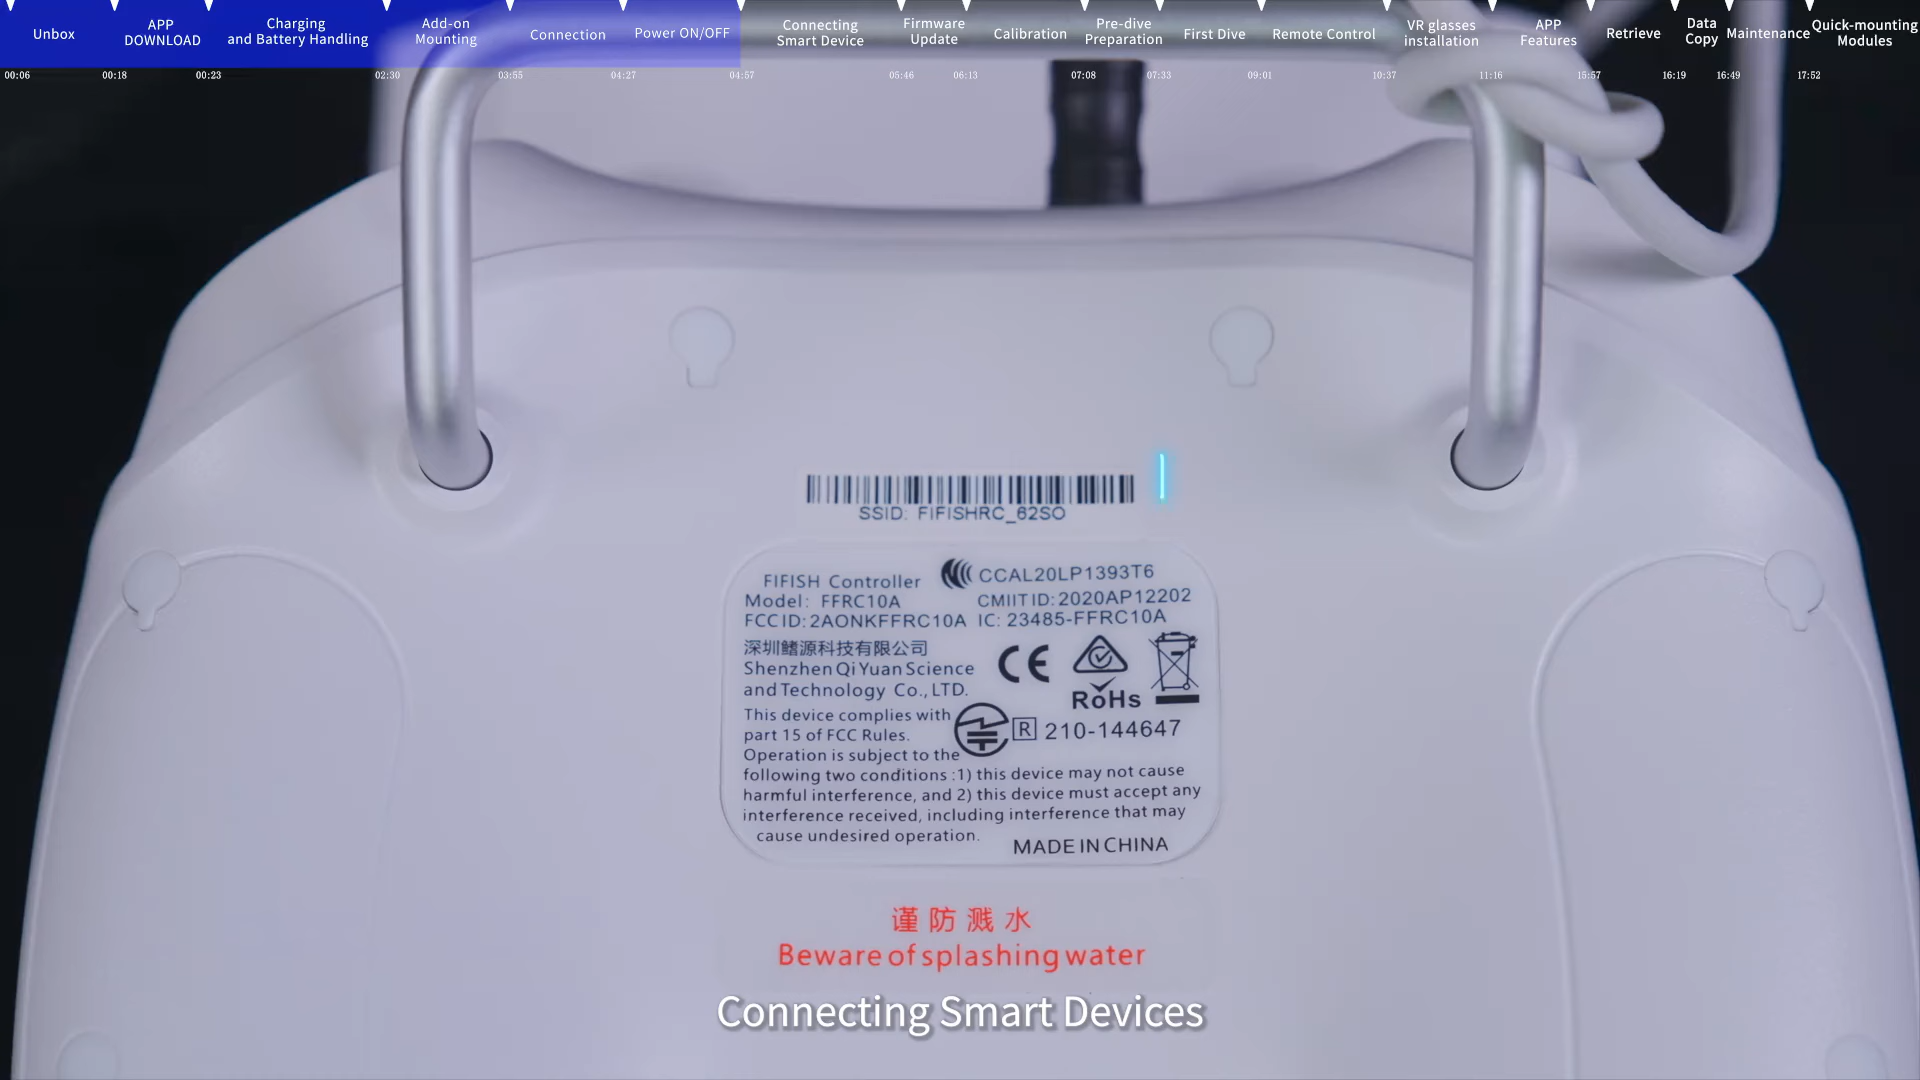 Unbox
APP
DOWNLOAD
Charging
and Battery Handling
Add-on
Mounting
Connection
Power ON/OFF
Connecting
Smart Device
Firmware
Update
Calibration
Pre-dive
Preparation
First Dive
Remote Control
VR glasses
installation
APP
Features
Retrieve
Data
Copy
Maintenance
Quick-mounting
Modules
00:06 00:18 00:23 02:30 03:55 04:27 04:57 05:46 06:13 07:08 07:33 09:01 10:37 11:16 15:57 16:19 16:49 17:52
SSID: FIFISHRC_62SO
FIFISH Controller CCAL20LP1393T6
Model: FFRC10A CMIIT ID: 2020AP12202
FCC ID: 2AONKFFRC10A IC: 23485-FFRC10A
深圳鳍源科技有限公司
Shenzhen Qi Yuan Science
and Technology Co., LTD.
CE
RoHs
This device complies with
part 15 of FCC Rules.
R 210-144647
Operation is subject to the
following two conditions :1) this device may not cause
harmful interference, and 2) this device must accept any
interference received, including interference that may
cause undesired operation.
MADE IN CHINA
谨防溅水
Beware of splashing water
Connecting Smart Devices